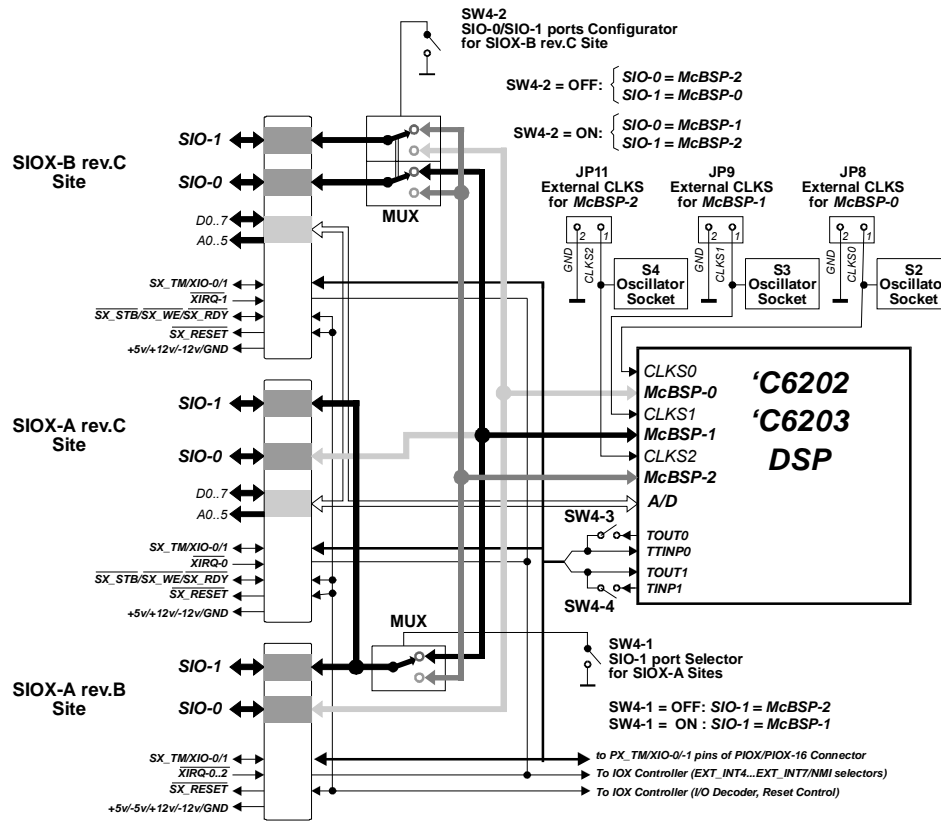 SW4-2
SIO-0/SIO-1 ports Configurator
for SIOX-B rev.C Site
SW4-2 = OFF: SIO-0 = McBSP-2
SIO-1 = McBSP-0
SW4-2 = ON: SIO-0 = McBSP-1
SIO-1 = McBSP-2
SIOX-B rev.C
Site
SIO-1
SIO-0
D0..7
A0..5
SX_TM/XIO-0/1
XIRQ-1
SX_STB/SX_WE/SX_RDY
SX_RESET
+5v/+12v/-12v/GND
MUX
JP11
External CLKS
for McBSP-2
2 1
GND
CLKS2
S4
Oscillator
Socket
JP9
External CLKS
for McBSP-1
2 1
GND
CLKS1
S3
Oscillator
Socket
JP8
External CLKS
for McBSP-0
2 1
GND
CLKS0
S2
Oscillator
Socket
SIOX-A rev.C
Site
SIO-1
SIO-0
D0..7
A0..5
SX_TM/XIO-0/1
XIRQ-0
SX_STB/SX_WE/SX_RDY
SX_RESET
+5v/+12v/-12v/GND
CLKS0
McBSP-0
CLKS1
McBSP-1
CLKS2
McBSP-2
A/D
TOUT0
TTINP0
TOUT1
TINP1
‘C6202
‘C6203
DSP
SW4-3
SW4-4
SIOX-A rev.B
Site
SIO-1
SIO-0
SX_TM/XIO-0/1
XIRQ-0..2
SX_RESET
+5v/-5v/+12v/-12v/GND
MUX
SW4-1
SIO-1 port Selector
for SIOX-A Sites
SW4-1 = OFF: SIO-1 = McBSP-2
SW4-1 = ON : SIO-1 = McBSP-1
to PX_TM/XIO-0/-1 pins of PIOX/PIOX-16 Connector
To IOX Controller (EXT_INT4...EXT_INT7/NMI selectors)
To IOX Controller (I/O Decoder, Reset Control)